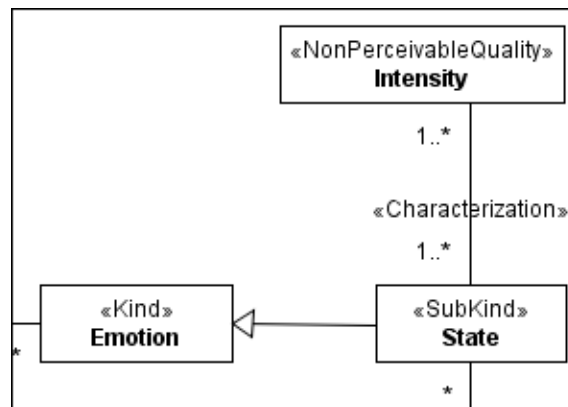 «NonPerceivableQuality»
Intensity
1..*
«Characterization»
1..*
«Kind»
Emotion
*
«SubKind»
State
*